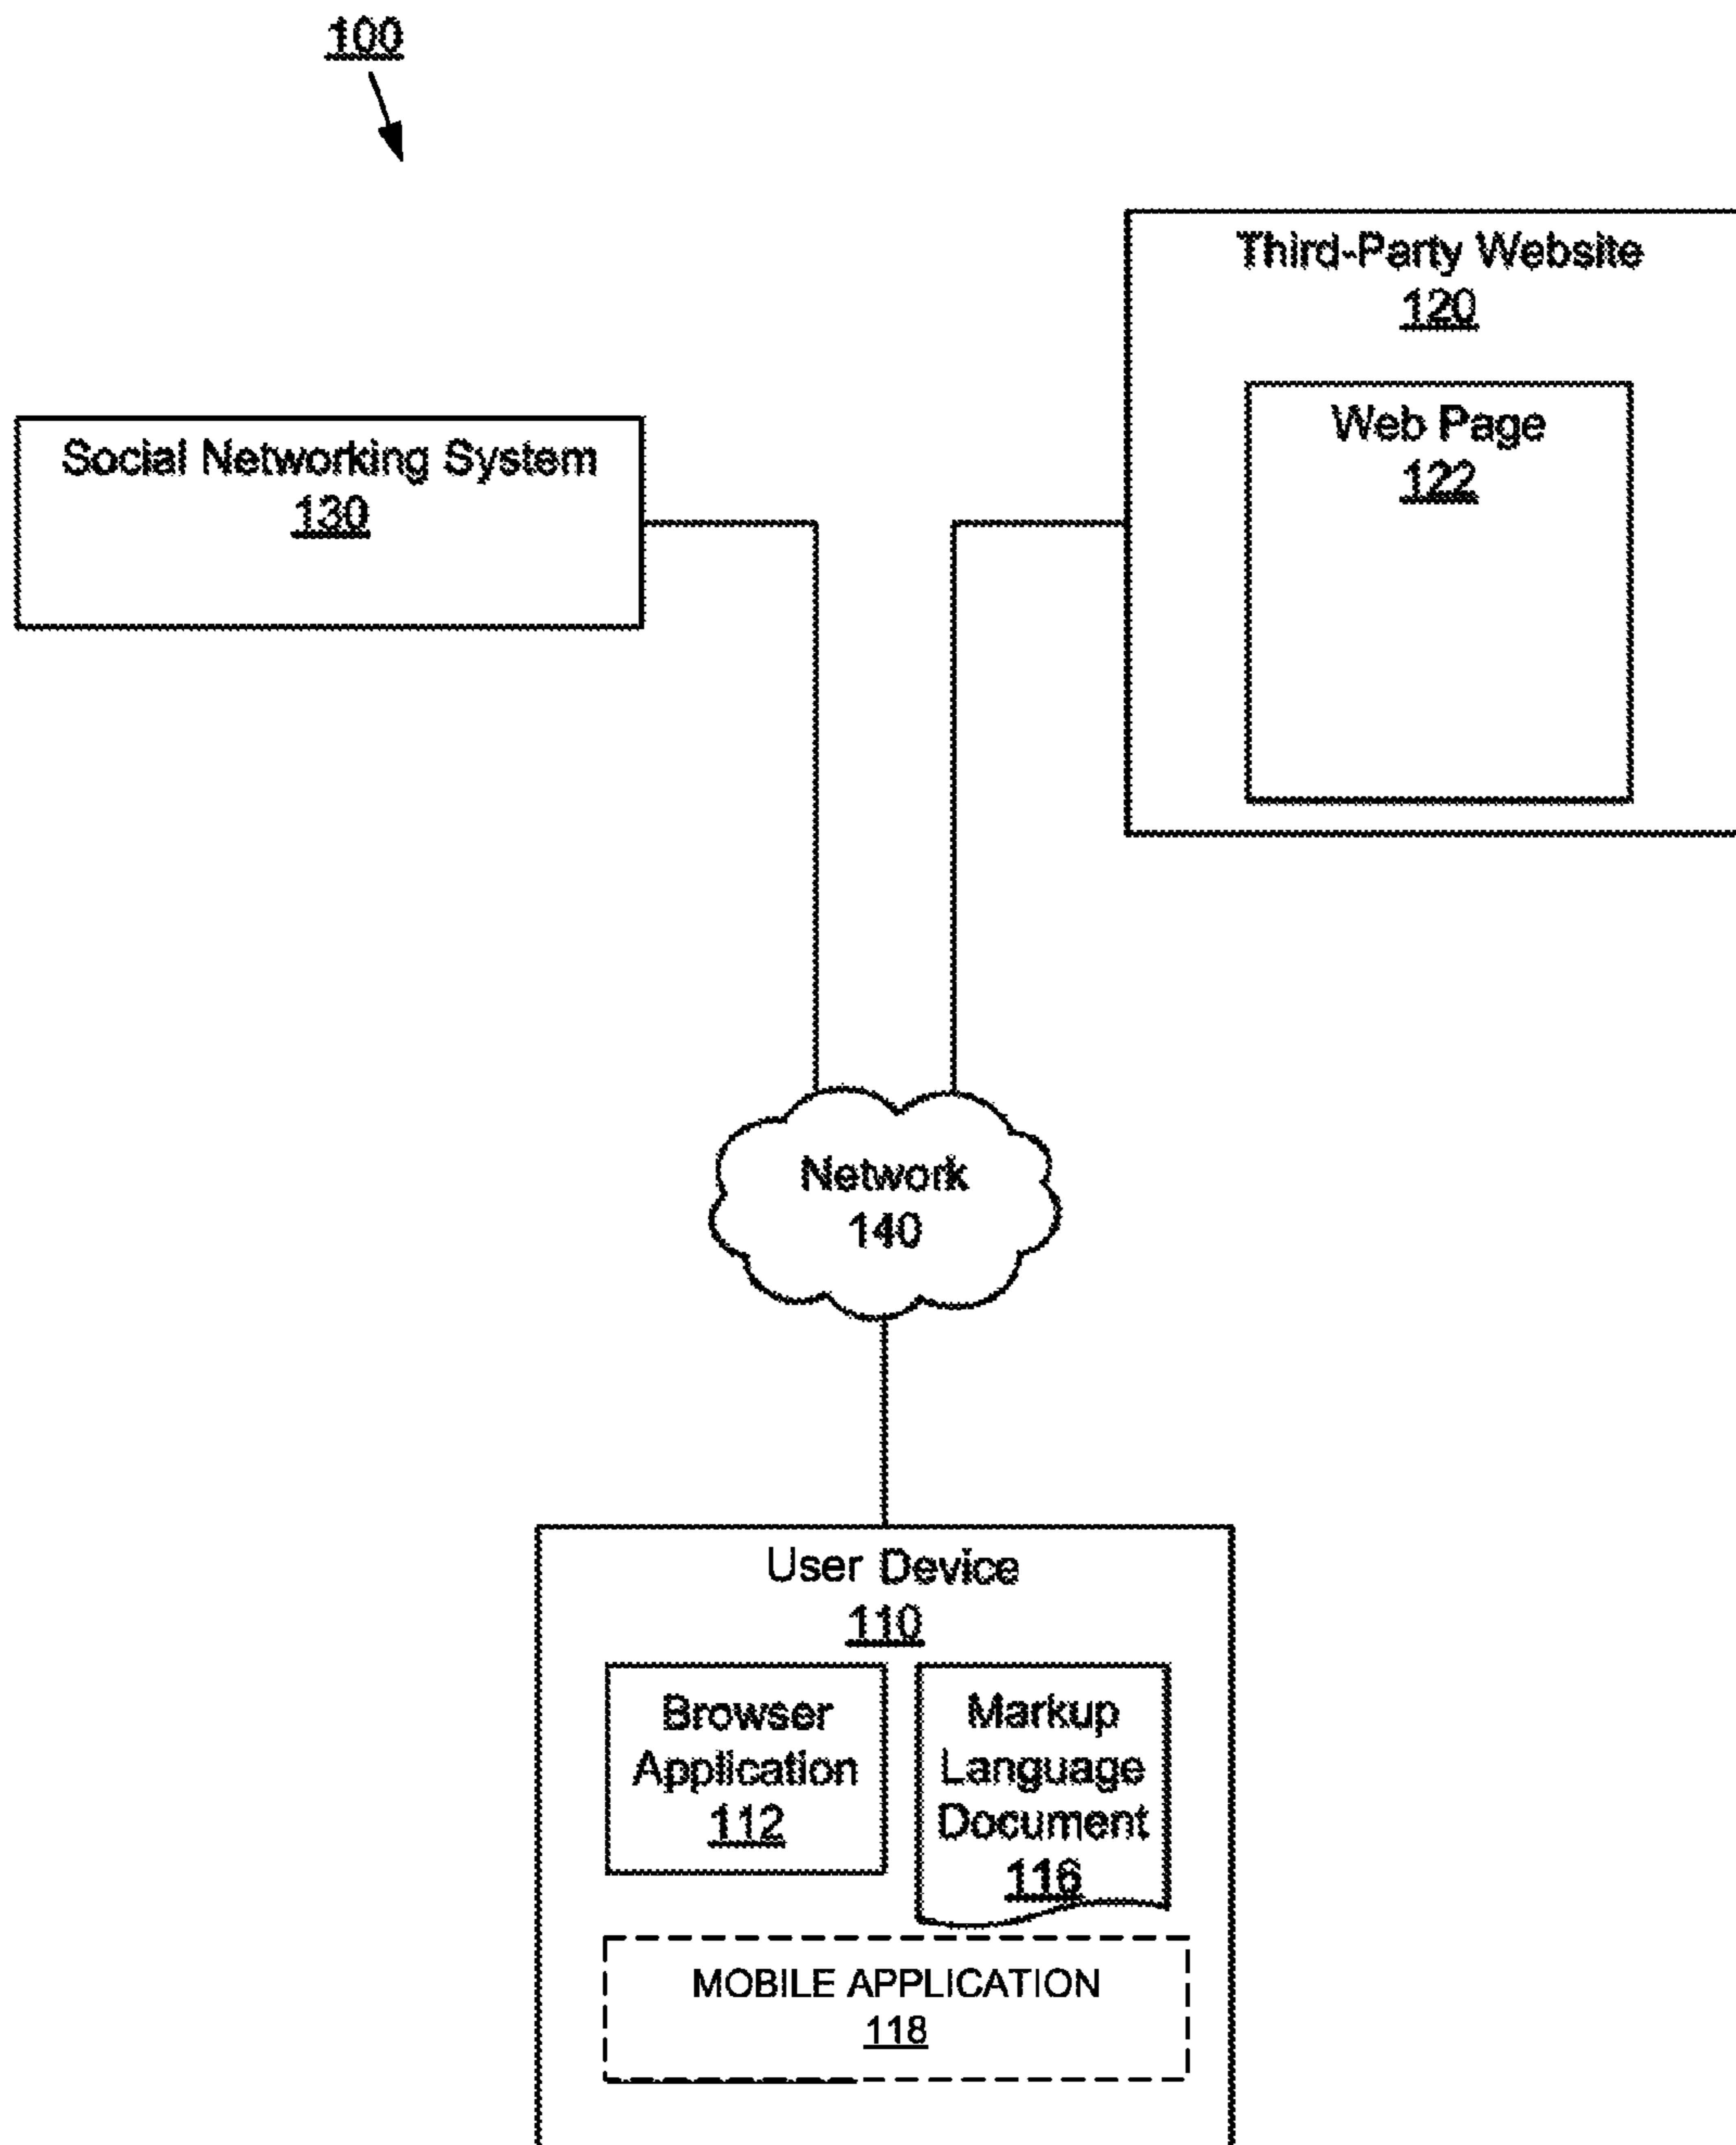 100
Third-Party Website
120
Web Page
122
Social Networking System
130
Network
140
User Device
110
Browser
Application
112
Markup
Language
Document
116
MOBILE APPLICATION
118